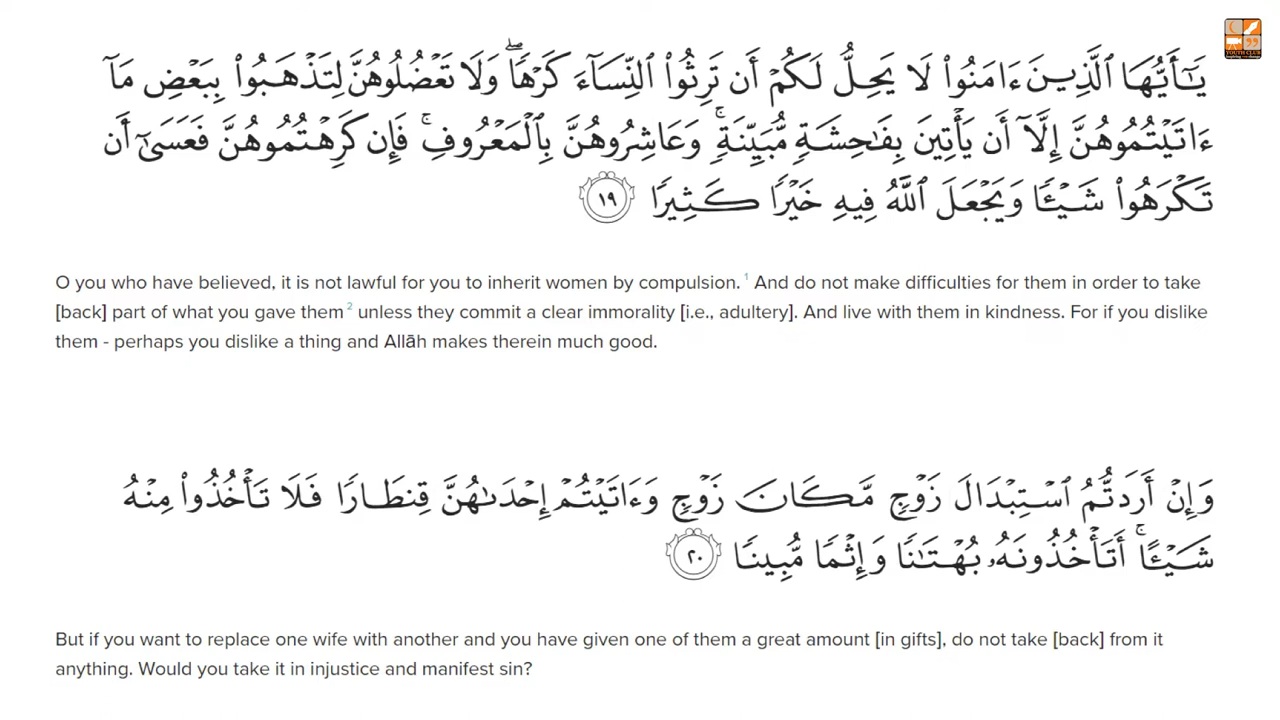 يَٰٓأَيُّهَا ٱلَّذِينَ ءَامَنُوا۟ لَا يَحِلُّ لَكُمْ أَن تَرِثُوا۟ ٱلنِّسَآءَ كَرْهًا ۖ وَلَا تَعْضُلُوهُنَّ لِتَذْهَبُوا۟ بِبَعْضِ مَآ
ءَاتَيْتُمُوهُنَّ إِلَّآ أَن يَأْتِينَ بِفَٰحِشَةٍ مُّبَيِّنَةٍ ۚ وَعَاشِرُوهُنَّ بِٱلْمَعْرُوفِ ۚ فَإِن كَرِهْتُمُوهُنَّ فَعَسَىٰٓ أَن
تَكْرَهُوا۟ شَيْـًٔا وَيَجْعَلَ ٱللَّهُ فِيهِ خَيْرًا كَثِيرًا ١٩
O you who have believed, it is not lawful for you to inherit women by compulsion. 1 And do not make difficulties for them in order to take
[back] part of what you gave them 2 unless they commit a clear immorality [i.e., adultery]. And live with them in kindness. For if you dislike
them - perhaps you dislike a thing and Allāh makes therein much good.
وَإِنْ أَرَدتُّمُ ٱسْتِبْدَالَ زَوْجٍ مَّكَانَ زَوْجٍ وَءَاتَيْتُمْ إِحْدَىٰهُنَّ قِنطَارًا فَلَا تَأْخُذُوا۟ مِنْهُ
شَيْـًٔا ۚ أَتَأْخُذُونَهُۥ بُهْتَٰنًا وَإِثْمًا مُّبِينًا ٢٠
But if you want to replace one wife with another and you have given one of them a great amount [in gifts], do not take [back] from it
anything. Would you take it in injustice and manifest sin?
YOUTH CLUB